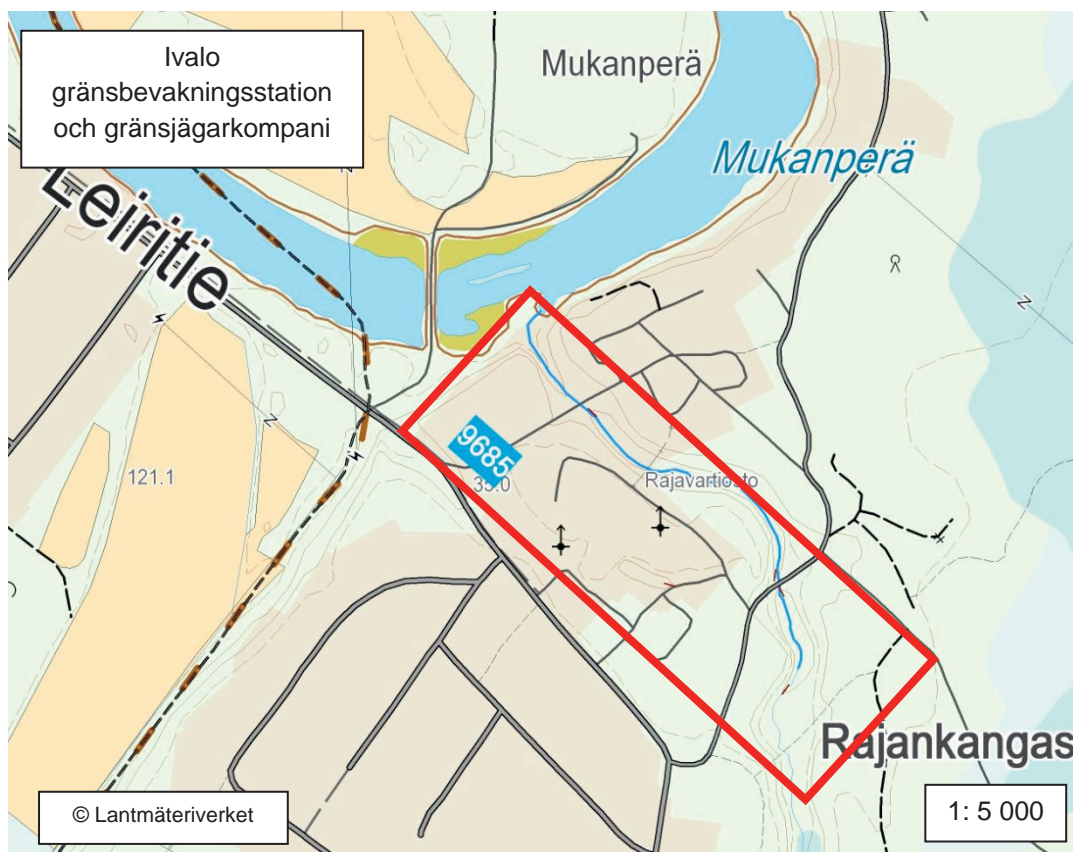 Ivalo
gränsbevakningsstation
och gränsjägarkompani
Mukanperä
Mukanperä
Leiritie
9685
121.1
Rajavartiosto
Rajankangas
© Lantmäteriverket
1: 5 000